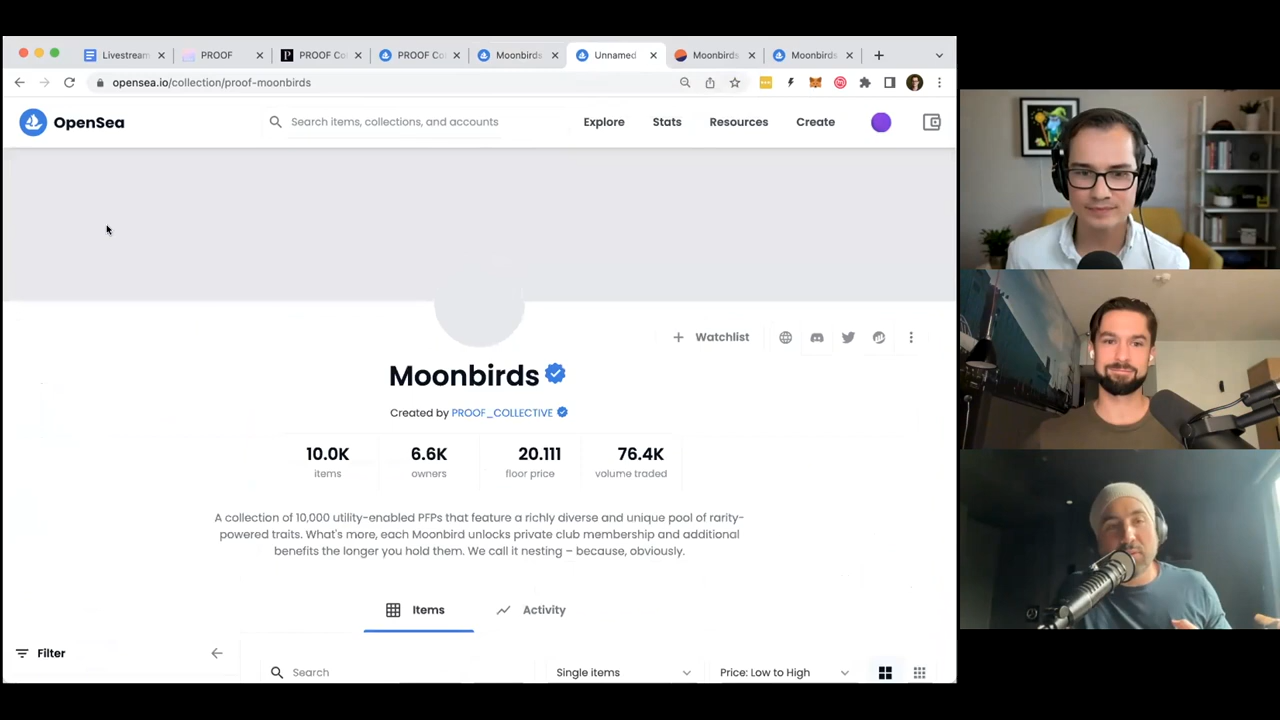 Livestream
PROOF
PROOF Co
PROOF Co
Moonbirds
Unnamed
Moonbirds
Moonbirds
opensea.io/collection/proof-moonbirds
OpenSea
Search items, collections, and accounts
Explore
Stats
Resources
Create
Watchlist
Moonbirds
Created by PROOF_COLLECTIVE
10.0K
6.6K
20.111
76.4K
items
owners
floor price
volume traded
A collection of 10,000 utility-enabled PFPs that feature a richly diverse and unique pool of rarity-
powered traits. What's more, each Moonbird unlocks private club membership and additional
benefits the longer you hold them. We call it nesting – because, obviously.
Items
Activity
Filter
Search
Single items
Price: Low to High